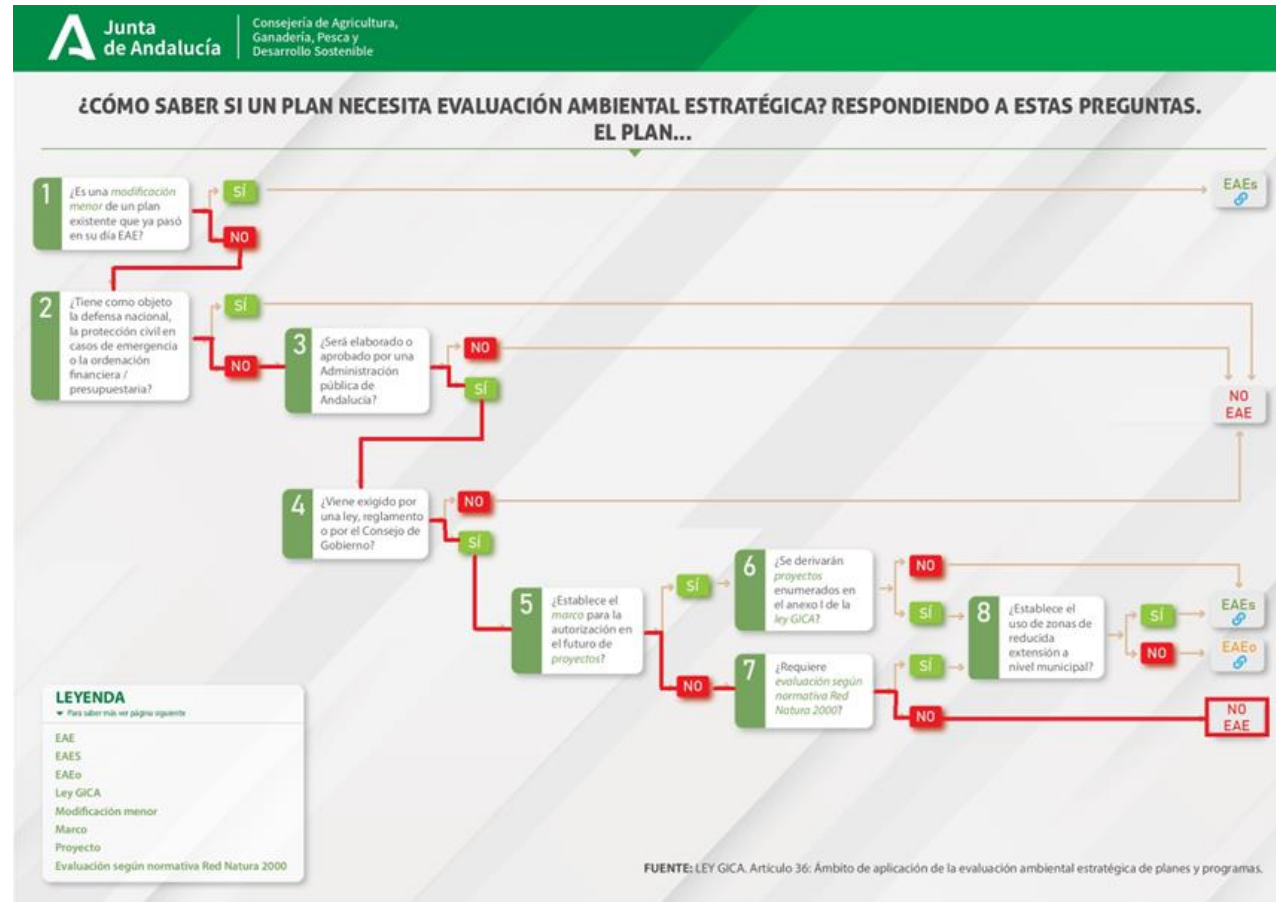 Junta
de Andalucía
Consejería de Agricultura,
Ganadería, Pesca y
Desarrollo Sostenible
¿CÓMO SABER SI UN PLAN NECESITA EVALUACIÓN AMBIENTAL ESTRATÉGICA? RESPONDIENDO A ESTAS PREGUNTAS.
EL PLAN...
1
¿Es una modificación
menor de un plan
existente que ya pasó
en su día EAE?
SÍ
NO
EAEs
2
¿Tiene como objeto
la defensa nacional,
la protección civil en
casos de emergencia
o la ordenación
financiera /
presupuestaria?
SÍ
NO
3
¿Será elaborado o
aprobado por una
Administración
pública de
Andalucía?
NO
SÍ
NO
EAE
4
¿Viene exigido por
una ley, reglamento
o por el Consejo de
Gobierno?
NO
SÍ
5
¿Establece el
marco para la
autorización en
el futuro de
proyectos?
SÍ
NO
6
¿Se derivarán
proyectos
enumerados en
el anexo I de la
ley GICA?
NO
SÍ
7
¿Requiere
evaluación según
normativa Red
Natura 2000?
SÍ
NO
8
¿Establece el
uso de zonas de
reducida
extensión a
nivel municipal?
SÍ
NO
EAEs
EAEo
NO
EAE
LEYENDA
Para saber más ver página siguiente
EAE
EAES
EAEo
Ley GICA
Modificación menor
Marco
Proyecto
Evaluación según normativa Red Natura 2000
FUENTE: LEY GICA. Artículo 36: Ámbito de aplicación de la evaluación ambiental estratégica de planes y programas.